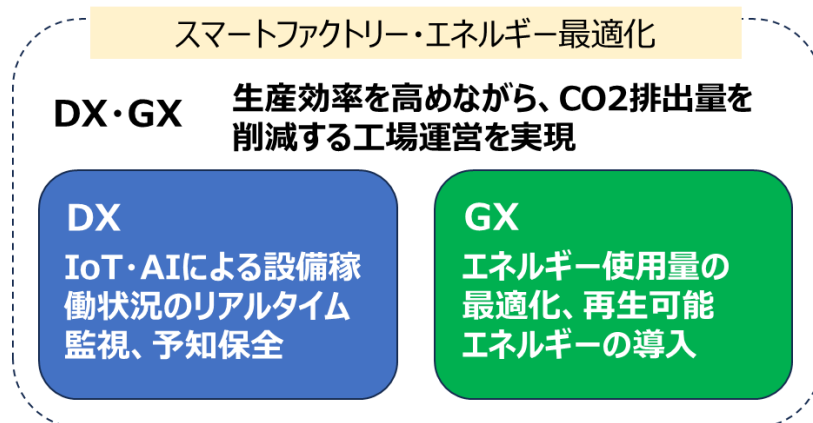 スマートファクトリー・エネルギー最適化
DX・GX
生産効率を高めながら、CO2排出量を
削減する工場運営を実現
DX
IoT・AIによる設備稼
働状況のリアルタイム
監視、予知保全
GX
エネルギー使用量の
最適化、再生可能
エネルギーの導入